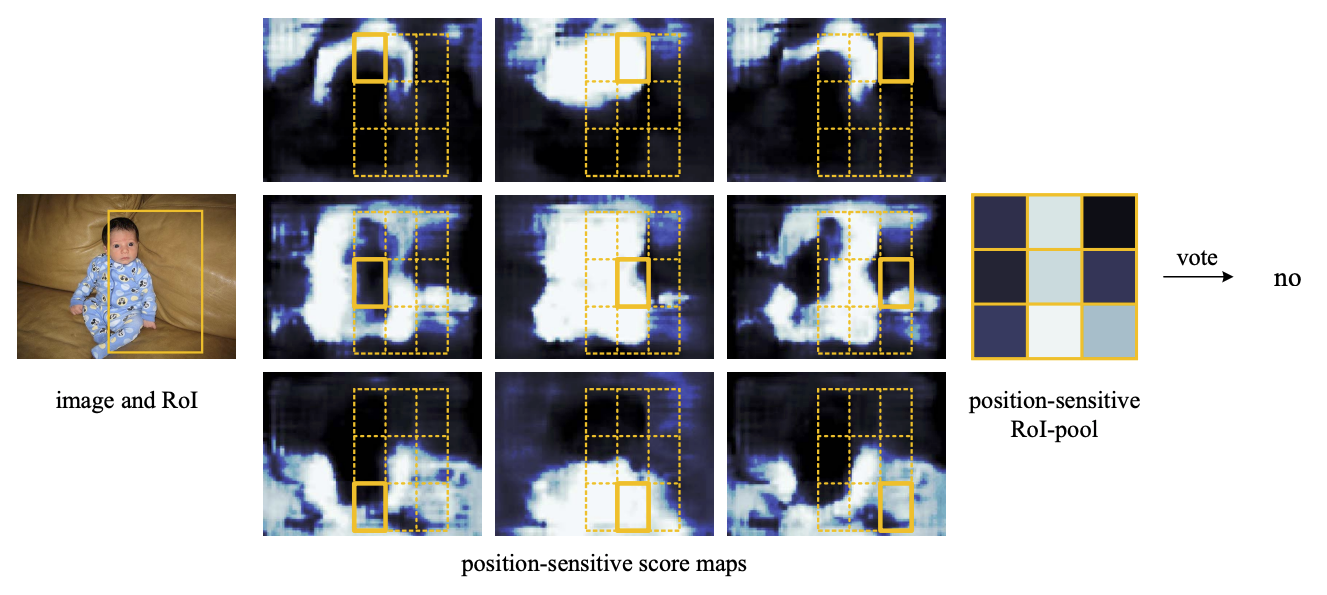 vote
no
image and RoI
position-sensitive
RoI-pool
position-sensitive score maps